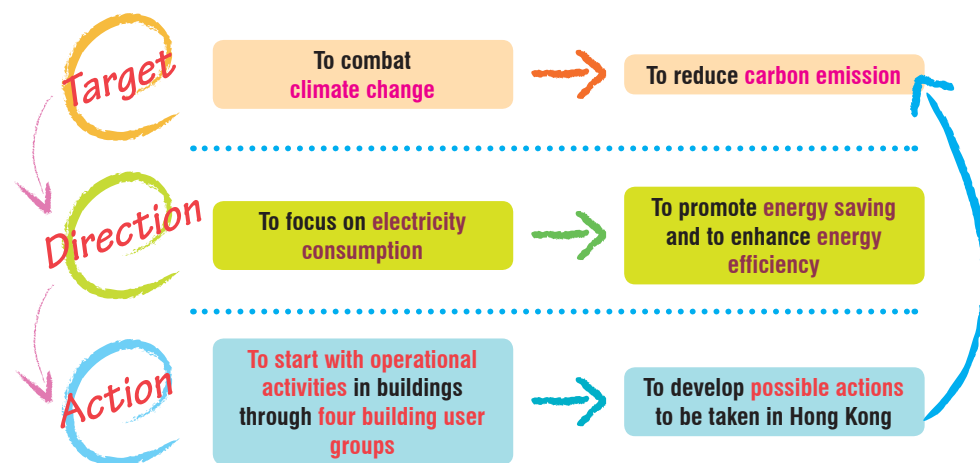 Target
To combat
climate change
To reduce carbon emission
Direction
To focus on electricity
consumption
To promote energy saving
and to enhance energy
efficiency
Action
To start with operational
activities in buildings
through four building user
groups
To develop possible actions
to be taken in Hong Kong